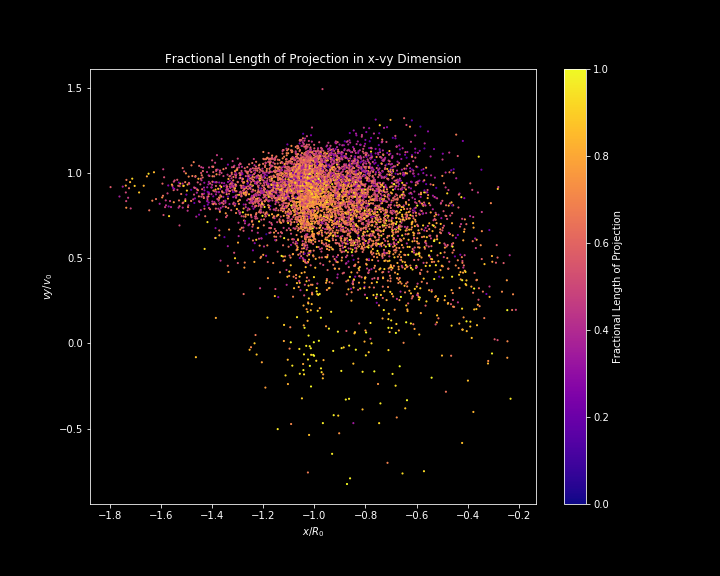 Fractional Length of Projection in x-vy Dimension
1.5
1.0
0.5
0.0
−0.5
vy/v₀
−1.8 −1.6 −1.4 −1.2 −1.0 −0.8 −0.6 −0.4 −0.2
x/R₀
1.0
0.8
0.6
0.4
0.2
0.0
Fractional Length of Projection